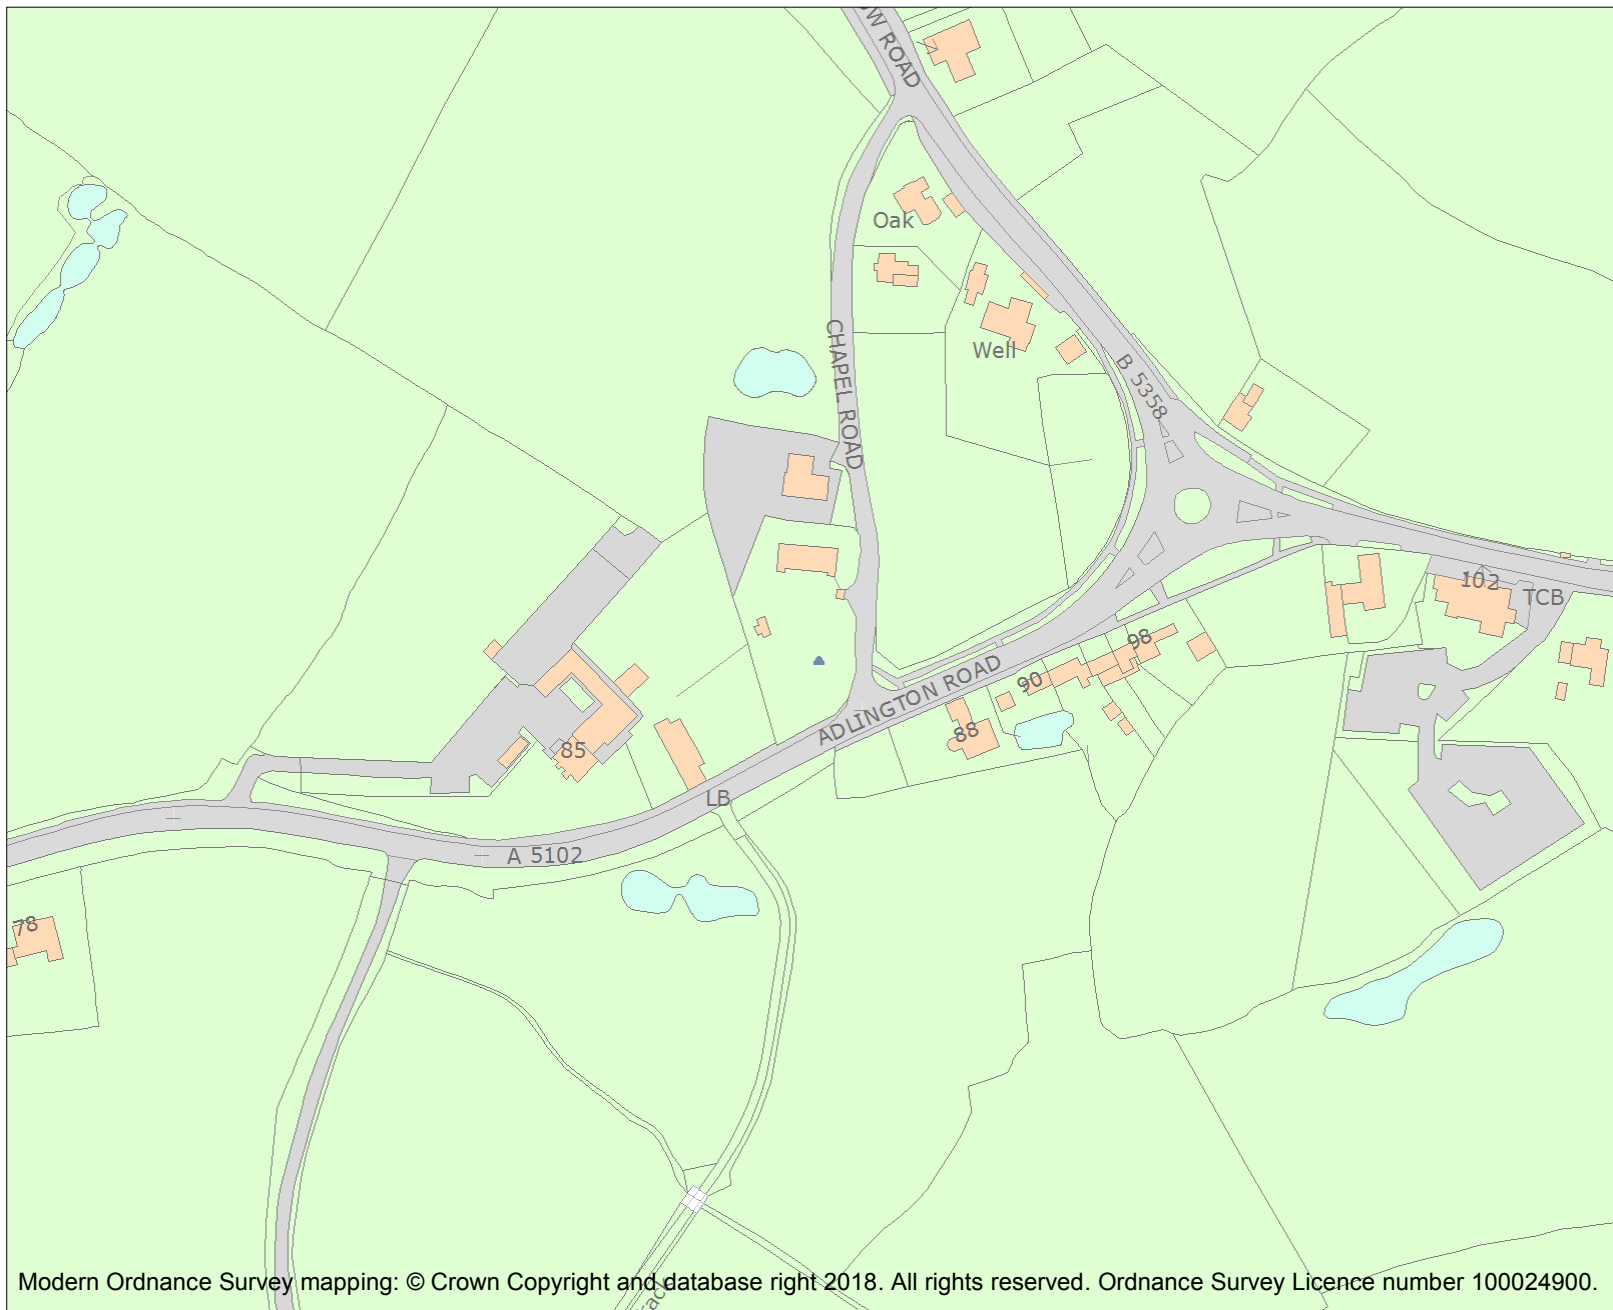 ROAD
Oak
CHAPEL ROAD
Well
B 5358
102
TCB
98
90
ADLINGTON ROAD
88
85
LB
A 5102
78
Modern Ordnance Survey mapping: © Crown Copyright and database right 2018. All rights reserved. Ordnance Survey Licence number 100024900.